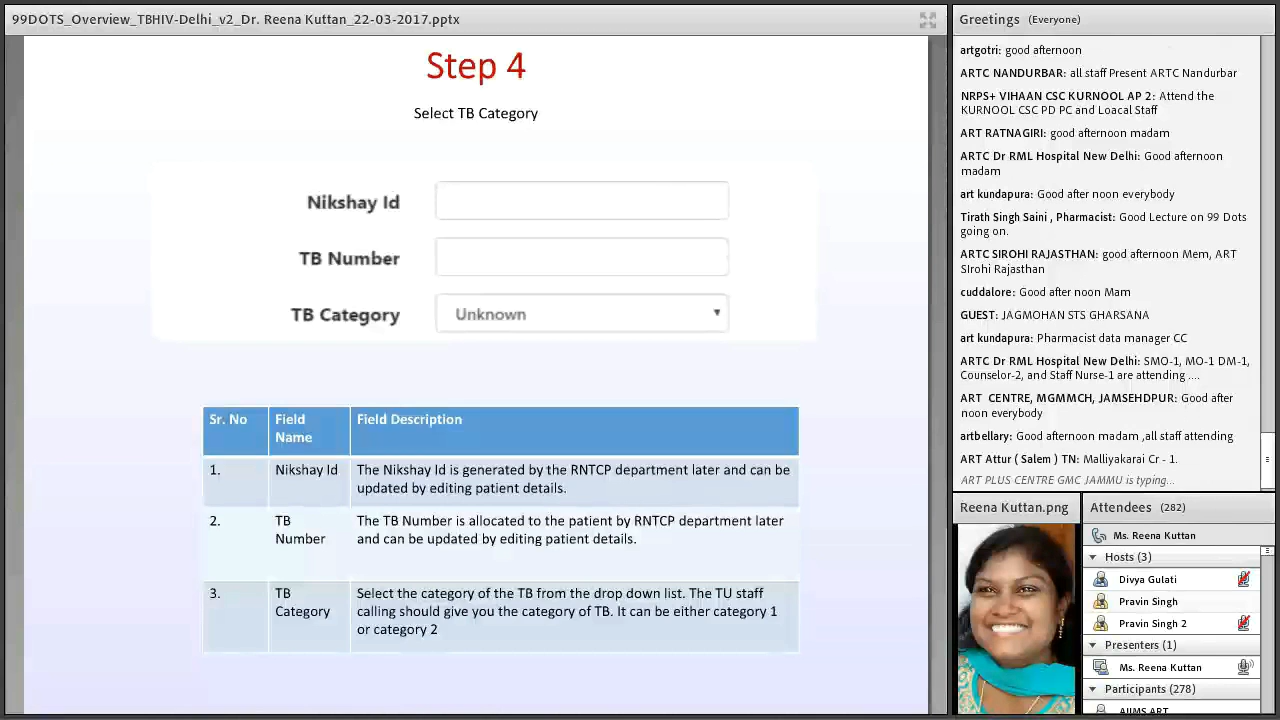 99DOTS_Overview_TBHIV-Delhi_v2_Dr. Reena Kuttan_22-03-2017.pptx
Step 4
Select TB Category
Nikshay Id
TB Number
TB Category
Unknown
Sr. No
Field
Name
Field Description
1.
Nikshay Id
The Nikshay Id is generated by the RNTCP department later and can be
updated by editing patient details.
2.
TB
Number
The TB Number is allocated to the patient by RNTCP department later
and can be updated by editing patient details.
3.
TB
Category
Select the category of the TB from the drop down list. The TU staff
calling should give you the category of TB. It can be either category 1
or category 2
Greetings (Everyone)
artgotri: good afternoon
ARTC NANDURBAR: all staff Present ARTC Nandurbar
NRPS+ VIHAAN CSC KURNOOL AP 2: Attend the
KURNOOL CSC PD PC and Loacal Staff
ART RATNAGIRI: good afternoon madam
ARTC Dr RML Hospital New Delhi: Good afternoon
madam
art kundapura: Good after noon everybody
Tirath Singh Saini , Pharmacist: Good Lecture on 99 Dots
going on.
ARTC SIROHI RAJASTHAN: good afternoon Mem, ART
SIrohi Rajasthan
cuddalore: Good after noon Mam
GUEST: JAGMOHAN STS GHARSANA
art kundapura: Pharmacist data manager CC
ARTC Dr RML Hospital New Delhi: SMO-1, MO-1 DM-1,
Counselor-2, and Staff Nurse-1 are attending ....
ART CENTRE, MGMMCH, JAMSEHDPUR: Good after
noon everybody
artbellary: Good afternoon madam ,all staff attending
ART Attur ( Salem ) TN: Malliyakarai Cr - 1.
ART PLUS CENTRE GMC JAMMU is typing...
Reena Kuttan.png
Attendees (282)
Ms. Reena Kuttan
Hosts (3)
Divya Gulati
Pravin Singh
Pravin Singh 2
Presenters (1)
Ms. Reena Kuttan
Participants (278)
AIIMS ART